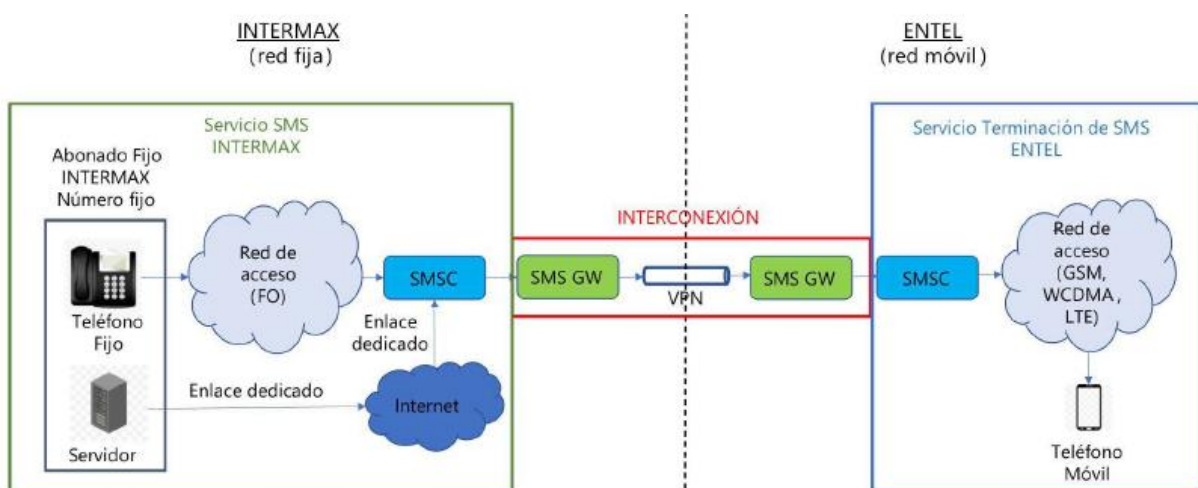 INTERMAX
(red fija)
ENTEL
(red móvil)
Servicio SMS
INTERMAX
Abonado Fijo
INTERMAX
Número fijo
Red de
acceso
(FO)
SMSC
Teléfono
Fijo
Enlace
dedicado
Enlace dedicado
Internet
Servidor
INTERCONEXIÓN
SMS GW
VPN
SMS GW
Servicio Terminación de SMS
ENTEL
SMSC
Red de
acceso
(GSM,
WCDMA,
LTE)
Teléfono
Móvil